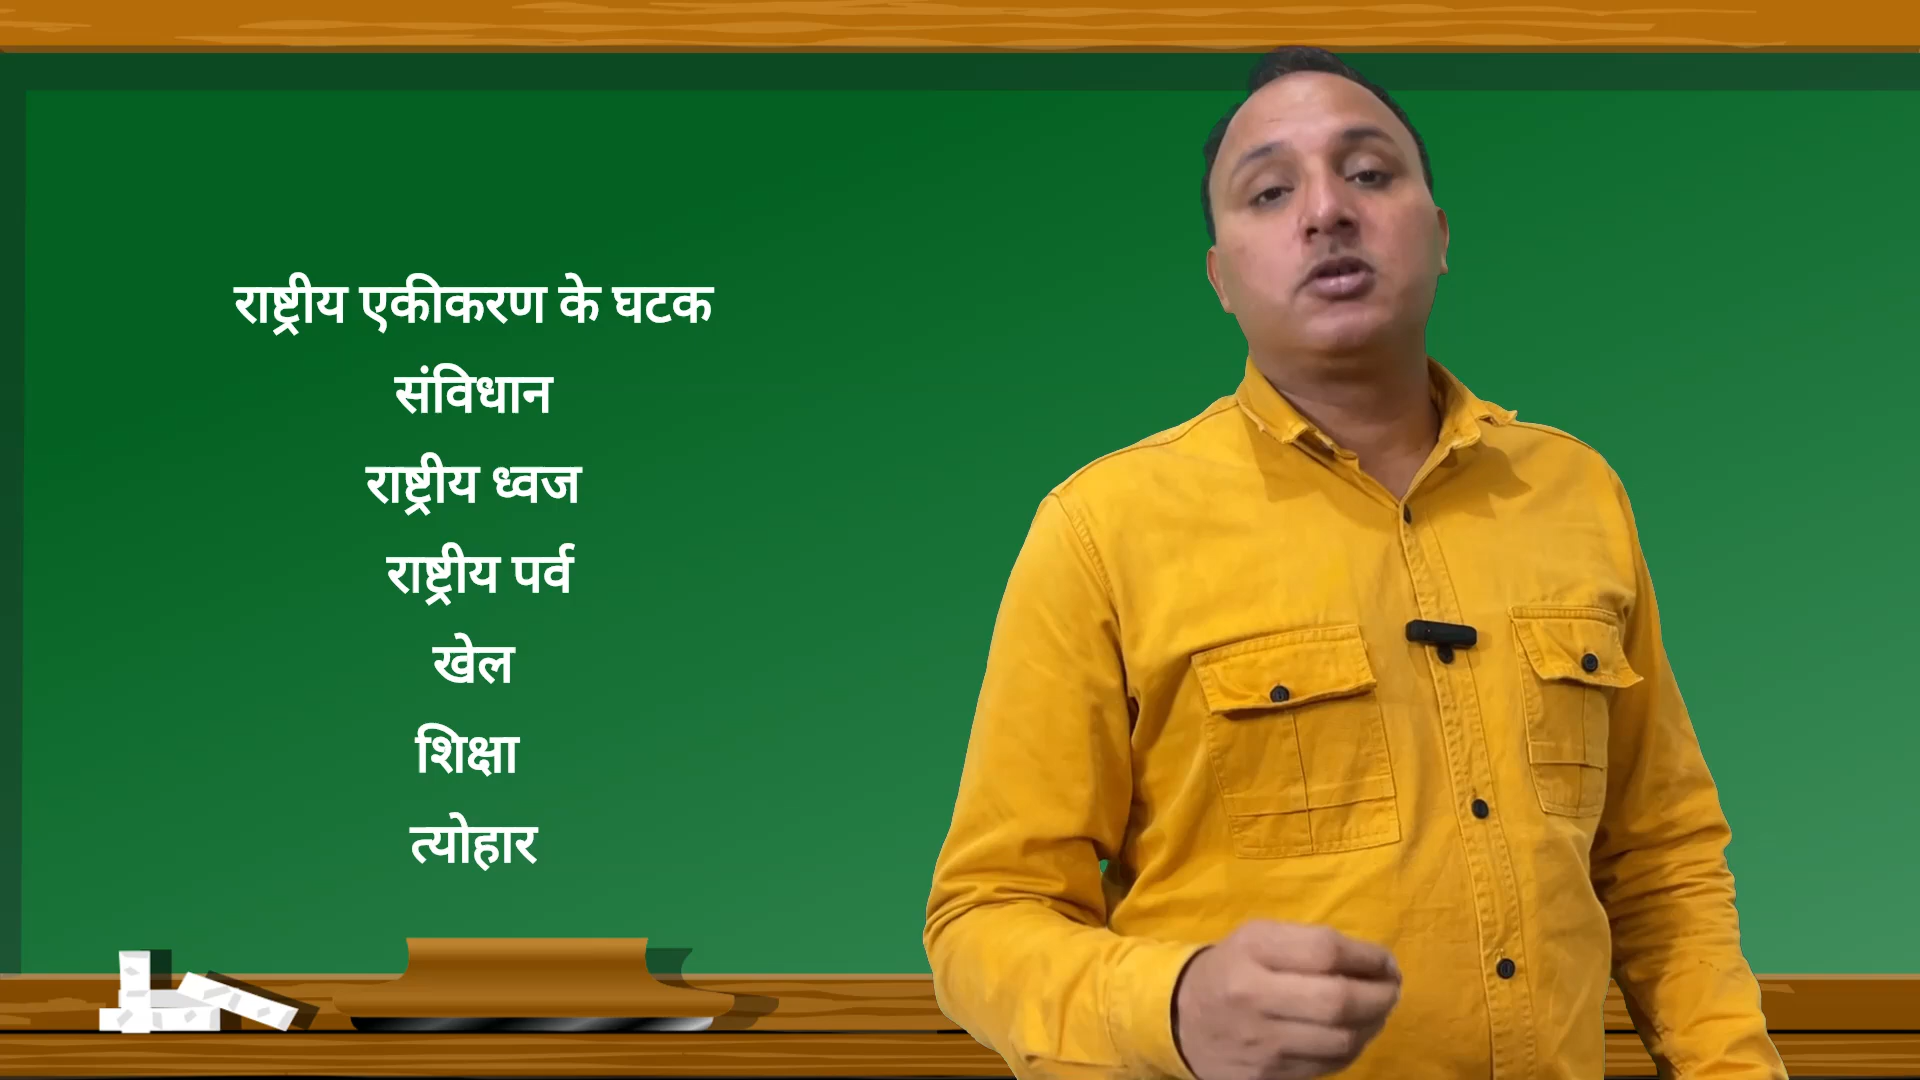 राष्ट्रीय एकीकरण के घटक
संविधान
राष्ट्रीय ध्वज
राष्ट्रीय पर्व
खेल
शिक्षा
त्योहार